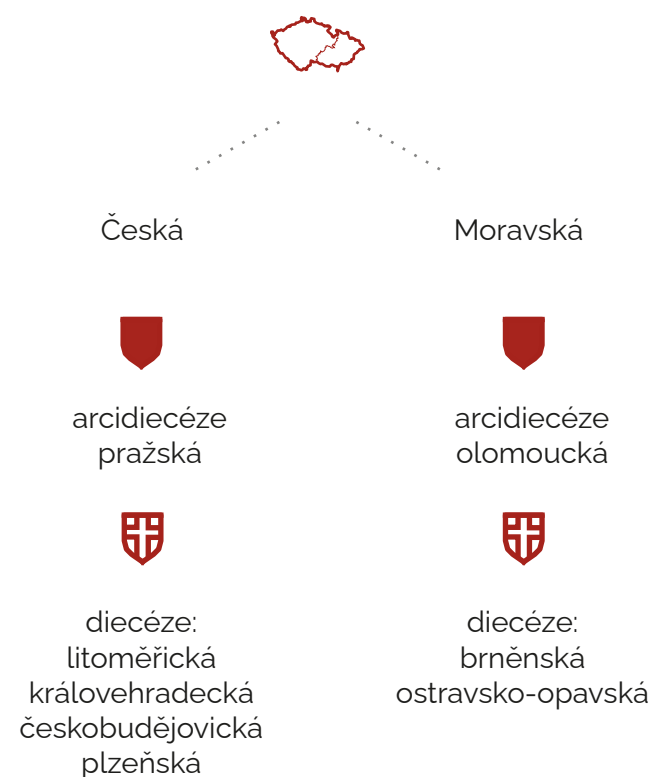 Česká
arcidiecéze
pražská
diecéze:
litoměřická
královehradecká
českobudějovická
plzeňská
Moravská
arcidiecéze
olomoucká
diecéze:
brněnská
ostravsko-opavská